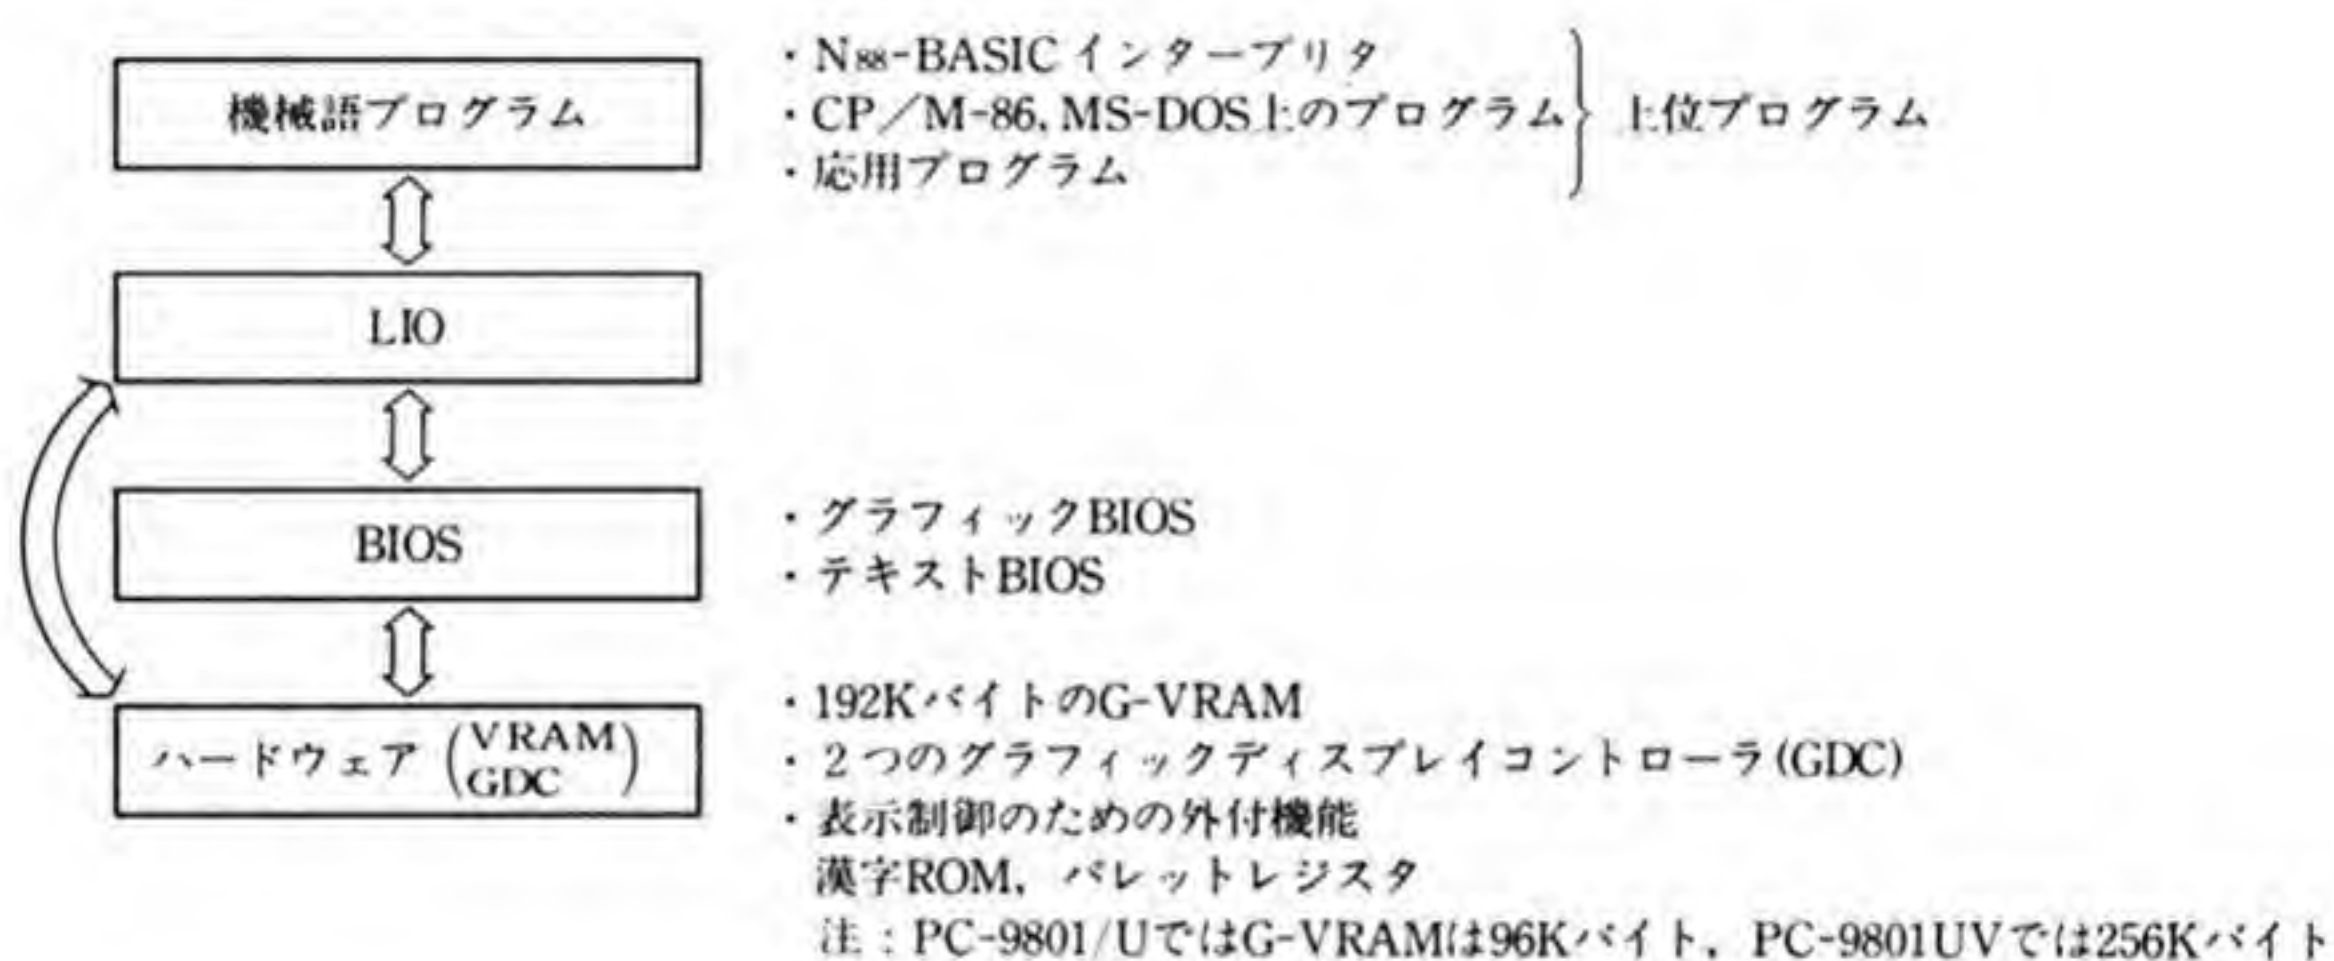 機械語プログラム
・N88-BASICインタープリタ
・CP／M-86, MS-DOS上のプログラム
・応用プログラム
上位プログラム
LIO
BIOS
・グラフィックBIOS
・テキストBIOS
ハードウェア (VRAM
GDC)
・192KバイトのG-VRAM
・2つのグラフィックディスプレイコントローラ(GDC)
・表示制御のための外付機能
漢字ROM, パレットレジスタ
注：PC-9801/UではG-VRAMは96Kバイト, PC-9801UVでは256Kバイト